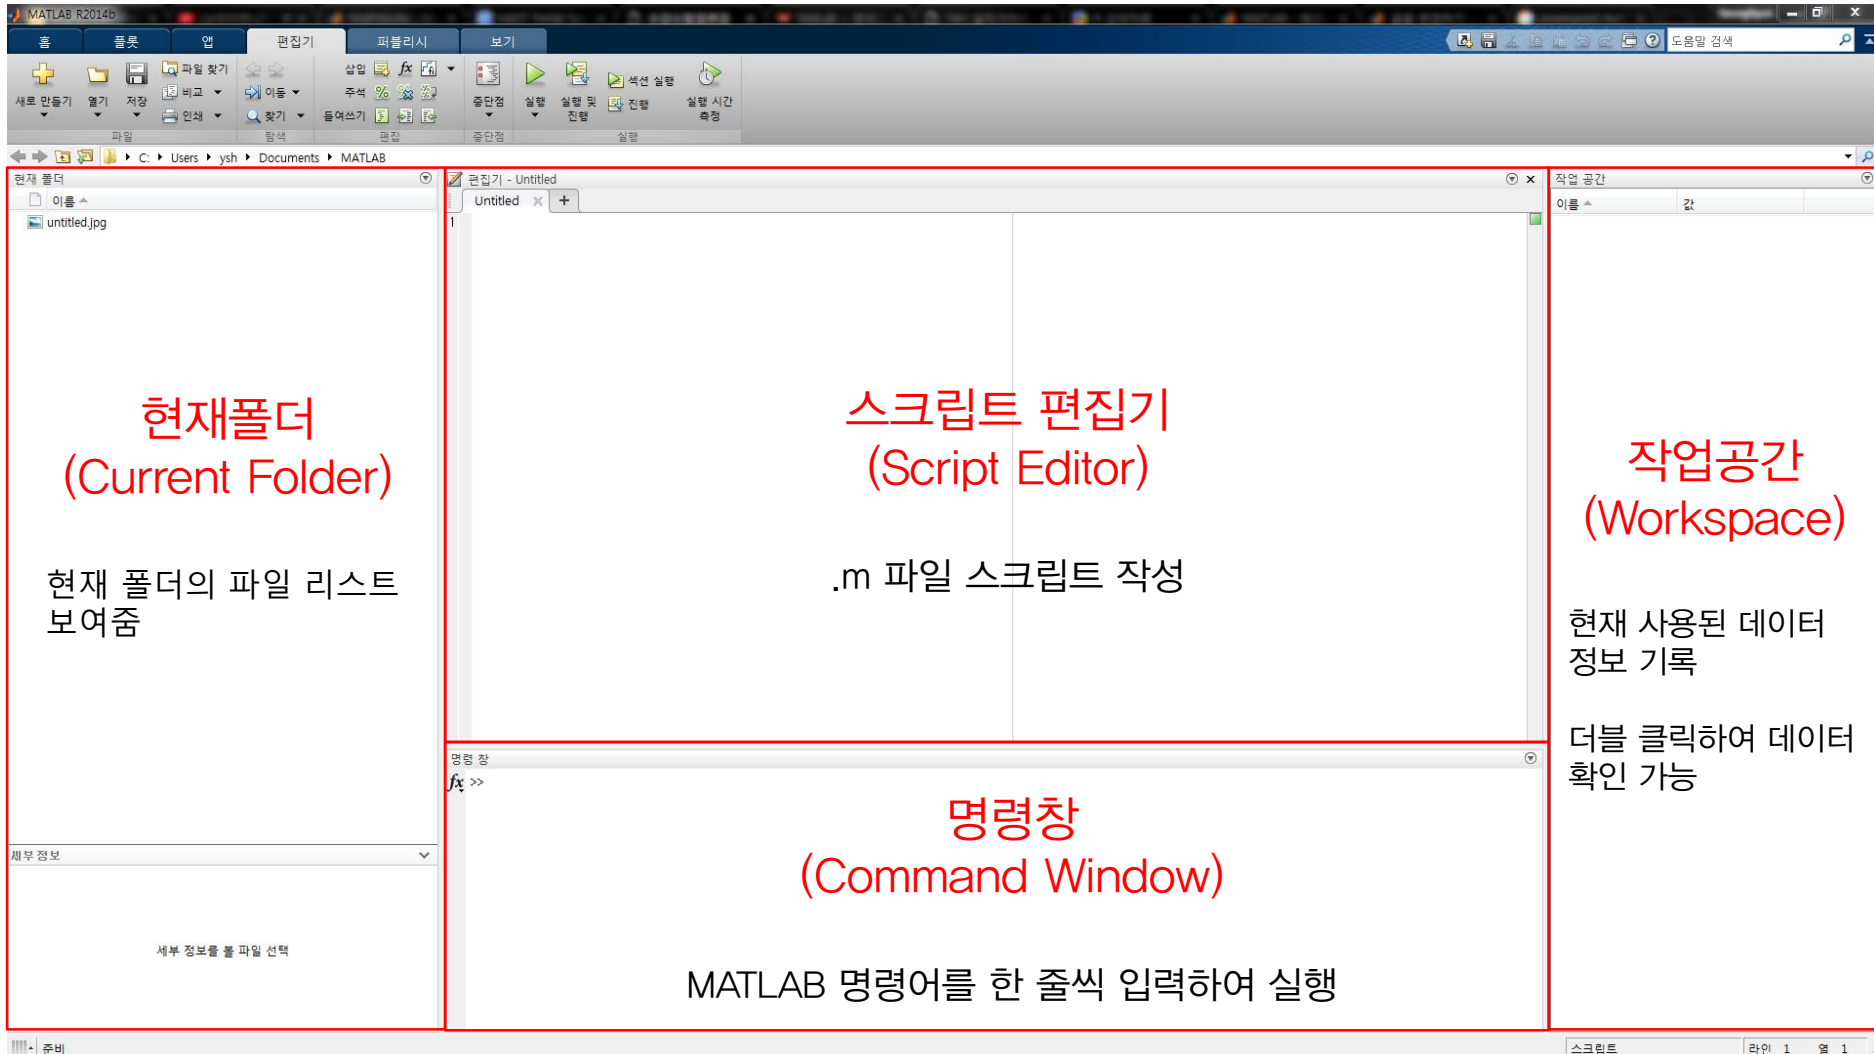 MATLAB R2014b
홈 플롯 앱 편집기 퍼블리시 보기
도움말 검색
새로 만들기 열기 저장 파일 찾기 비교 인쇄
이동 찾기
삽입 fx
주석
들여쓰기
중단점 실행 실행 및 진행 섹션 실행 진행 실행 시간 측정
파일 탐색 편집 중단점 실행
C: Users ysh Documents MATLAB
현재 폴더
이름
untitled.jpg
현재폴더
(Current Folder)
현재 폴더의 파일 리스트
보여줌
세부 정보
세부 정보를 볼 파일 선택
편집기 - Untitled
Untitled +
1
스크립트 편집기
(Script Editor)
.m 파일 스크립트 작성
명령 창
fx >>
명령창
(Command Window)
MATLAB 명령어를 한 줄씩 입력하여 실행
작업 공간
이름 값
작업공간
(Workspace)
현재 사용된 데이터
정보 기록
더블 클릭하여 데이터
확인 가능
준비
스크립트 라인 1 열 1